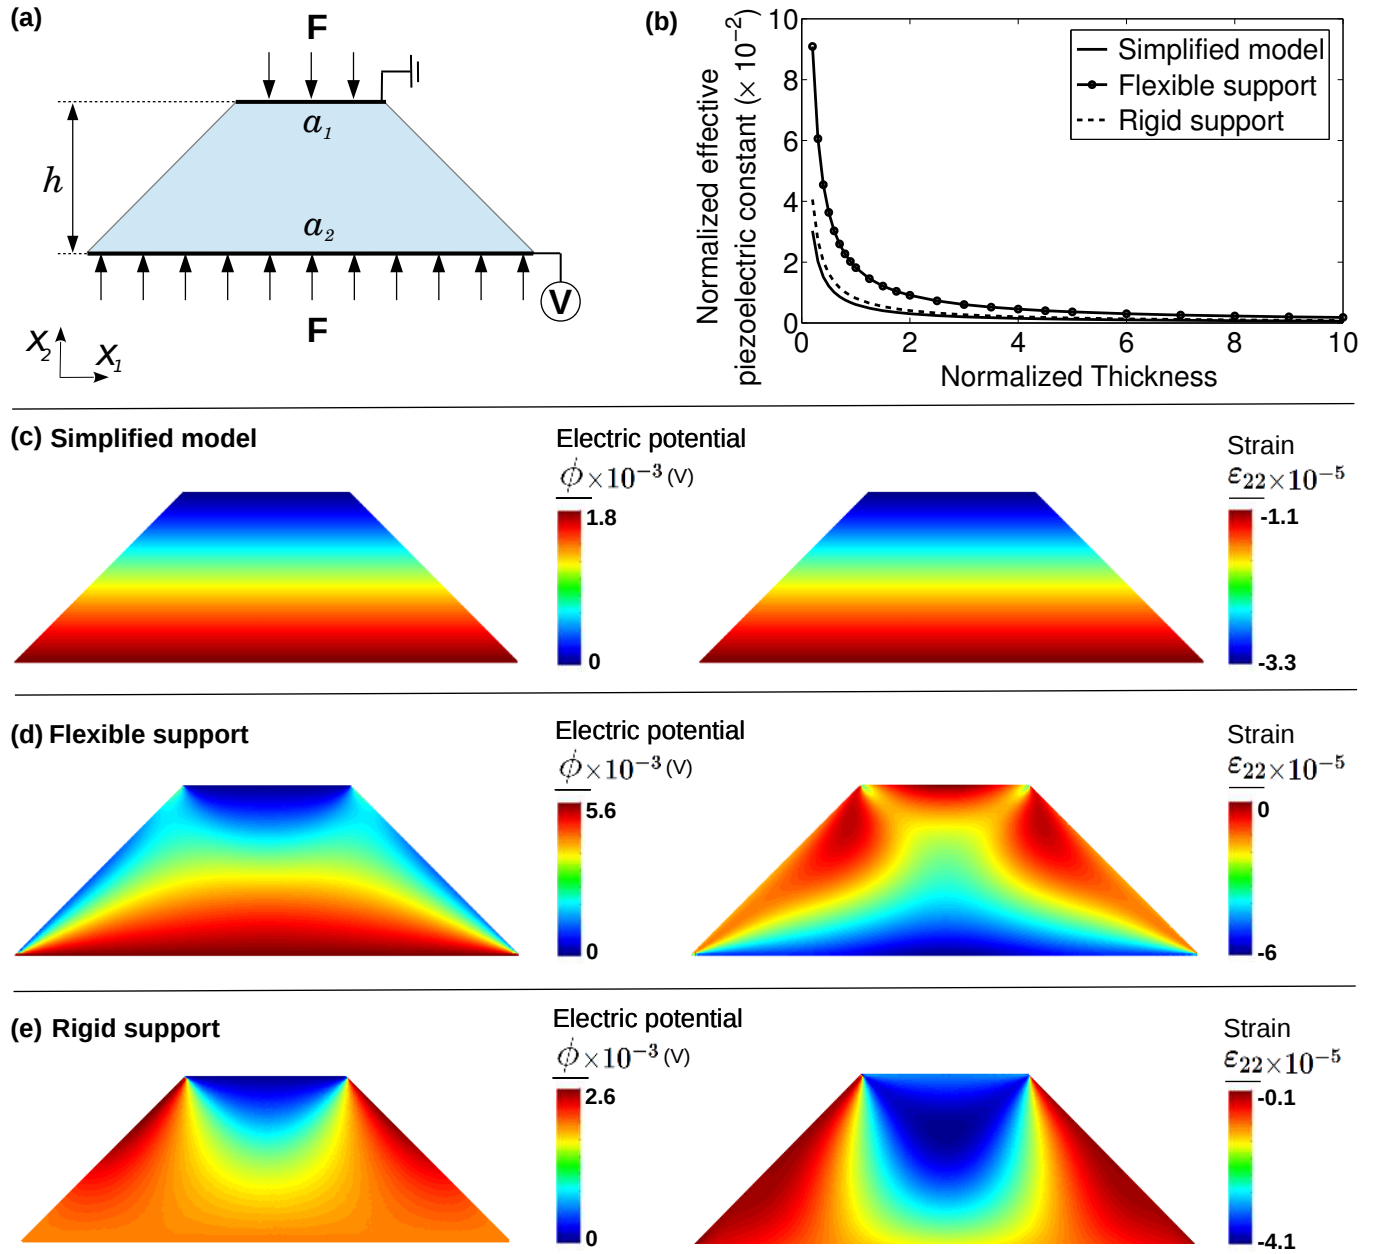 (a)
F
a₁
h
a₂
V
F
X₂
X₁
(b)
Normalized effective
piezoelectric constant (× 10⁻²)
10
8
6
4
2
0
Simplified model
Flexible support
Rigid support
0 2 4 6 8 10
Normalized Thickness
(c) Simplified model
Electric potential
ϕ×10⁻³ (V)
1.8
0
Strain
ε₂₂×10⁻⁵
-1.1
-3.3
(d) Flexible support
Electric potential
ϕ×10⁻³ (V)
5.6
0
Strain
ε₂₂×10⁻⁵
0
-6
(e) Rigid support
Electric potential
ϕ×10⁻³ (V)
2.6
0
Strain
ε₂₂×10⁻⁵
-0.1
-4.1